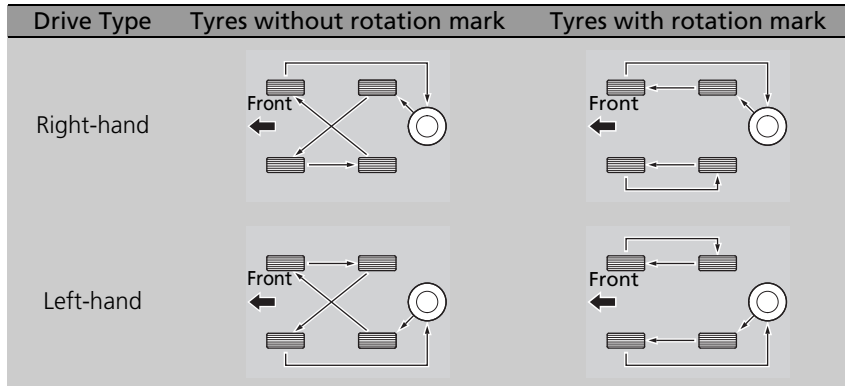 Drive Type Tyres without rotation mark Tyres with rotation mark
Right-hand
Front
Front
Left-hand
Front
Front